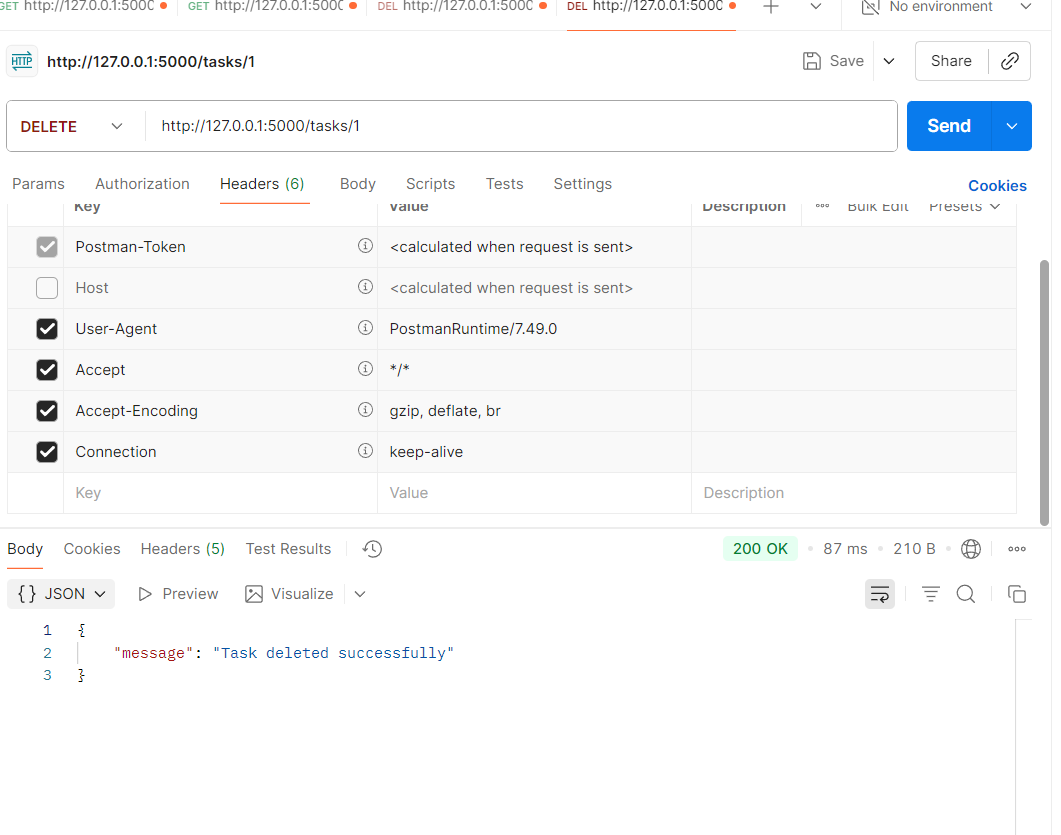 GET http://127.0.0.1:5000 GET http://127.0.0.1:5000 DEL http://127.0.0.1:5000 DEL http://127.0.0.1:5000 No environment
HTTP http://127.0.0.1:5000/tasks/1 Save Share
DELETE http://127.0.0.1:5000/tasks/1 Send
Params Authorization Headers (6) Body Scripts Tests Settings Cookies
Key Value Description Bulk Edit Presets
Postman-Token <calculated when request is sent>
Host <calculated when request is sent>
User-Agent PostmanRuntime/7.49.0
Accept */*
Accept-Encoding gzip, deflate, br
Connection keep-alive
Key Value Description
Body Cookies Headers (5) Test Results 200 OK 87 ms 210 B
{} JSON Preview Visualize
1 {
2 "message": "Task deleted successfully"
3 }